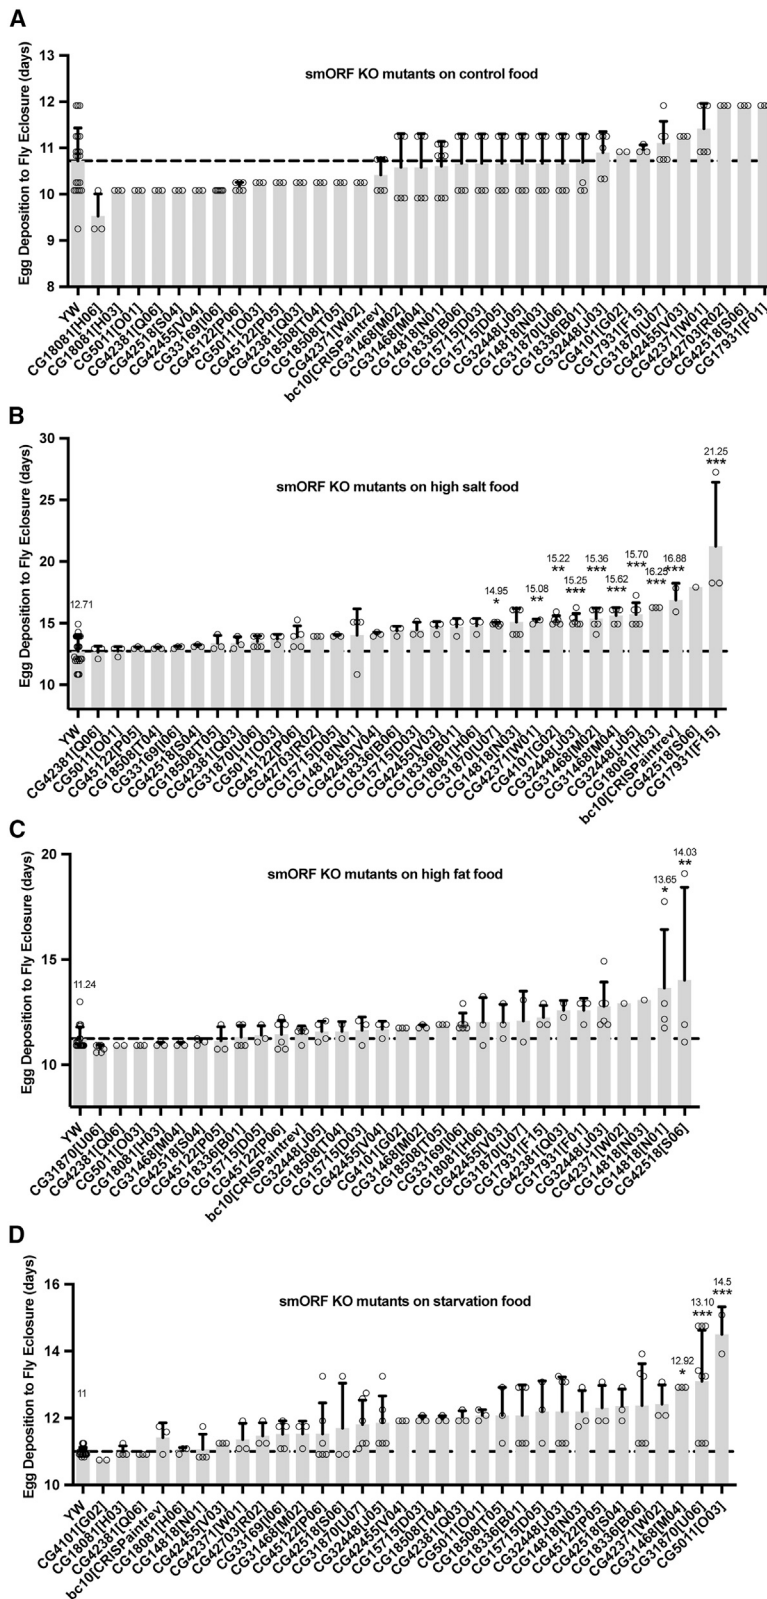 A
Egg Deposition to Fly Eclosure (days)
13
12
11
10
9
8
smORF KO mutants on control food
YW
CG18081[H06]
CG18081[H03]
CG5011[O01]
CG42381[Q06]
CG42518[S04]
CG42455[V04]
CG33169[I06]
CG45122[P06]
CG5011[O03]
CG45122[P05]
CG42381[Q03]
CG18508[T04]
CG18508[T05]
CG42371[W02]
bc10[CRISPaintrev]
CG31468[M02]
CG31468[M04]
CG14818[N01]
CG18336[B06]
CG15715[D03]
CG15715[D05]
CG32448[J05]
CG14818[N03]
CG31870[U06]
CG18336[B01]
CG32448[J03]
CG4101[G02]
CG17931[F15]
CG31870[U07]
CG42455[V03]
CG42371[W01]
CG42703[R02]
CG42518[S06]
CG17931[F01]
B
Egg Deposition to Fly Eclosure (days)
30
25
20
15
10
smORF KO mutants on high salt food
12.71
14.95
*
15.08
**
15.22
**
15.25
***
15.36
***
15.62
***
15.70
***
16.25
***
16.88
***
21.25
***
YW
CG42381[Q06]
CG5011[O01]
CG45122[P05]
CG18508[T04]
CG33169[I06]
CG42518[S04]
CG18508[T05]
CG42381[Q03]
CG31870[U06]
CG5011[O03]
CG45122[P06]
CG42703[R02]
CG15715[D05]
CG14818[N01]
CG42455[V04]
CG18336[B06]
CG15715[D03]
CG42455[V03]
CG18336[B01]
CG18081[H06]
CG31870[U07]
CG14818[N03]
CG42371[W01]
CG4101[G02]
CG32448[J03]
CG31468[M02]
CG31468[M04]
CG32448[J05]
CG18081[H03]
bc10[CRISPaintrev]
CG42518[S06]
CG17931[F15]
C
Egg Deposition to Fly Eclosure (days)
20
15
10
smORF KO mutants on high fat food
11.24
13.65
*
14.03
**
YW
CG31870[U06]
CG42381[Q06]
CG5011[O03]
CG18081[H03]
CG31468[M04]
CG42518[S04]
CG45122[P05]
CG18336[B01]
CG15715[D05]
CG45122[P06]
bc10[CRISPaintrev]
CG32448[J05]
CG18508[T04]
CG15715[D03]
CG42455[V04]
CG4101[G02]
CG31468[M02]
CG18508[T05]
CG33169[I06]
CG18081[H06]
CG42455[V03]
CG31870[U07]
CG17931[F15]
CG42381[Q03]
CG17931[F01]
CG32448[J03]
CG42371[W02]
CG14818[N03]
CG14818[N01]
CG42518[S06]
D
Egg Deposition to Fly Eclosure (days)
16
14
12
10
smORF KO mutants on starvation food
11
12.92
*
13.10
***
14.5
***
YW
CG4101[G02]
CG18081[H03]
CG42381[Q06]
bc10[CRISPaintrev]
CG18081[H06]
CG14818[N01]
CG42455[V03]
CG42371[W01]
CG42703[R02]
CG33169[I06]
CG31468[M02]
CG45122[P06]
CG42518[S06]
CG31870[U07]
CG32448[J05]
CG42455[V04]
CG15715[D03]
CG18508[T04]
CG42381[Q03]
CG5011[O01]
CG18508[T05]
CG18336[B01]
CG15715[D05]
CG32448[J03]
CG14818[N03]
CG45122[P05]
CG42518[S04]
CG18336[B06]
CG42371[W02]
CG31468[M04]
CG31870[U06]
CG5011[O03]